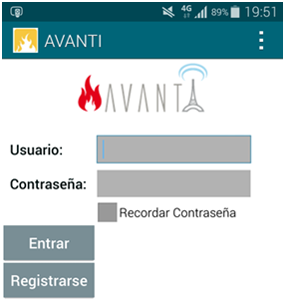 4G 89% 19:51
AVANTI
AVANTI
Usuario:
Contraseña:
Recordar Contraseña
Entrar
Registrarse